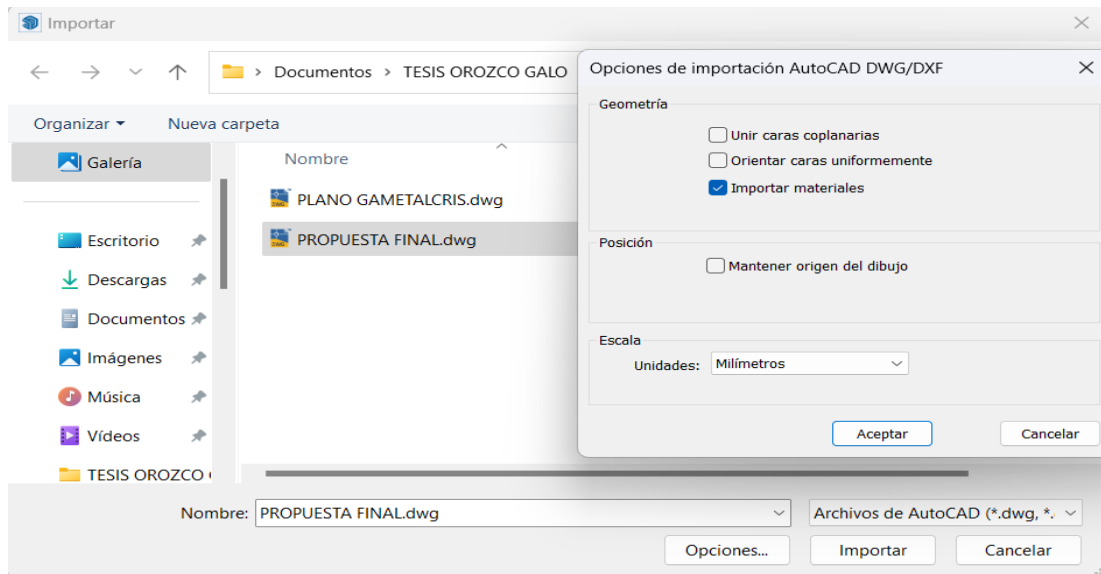 Importar
Documentos > TESIS OROZCO GALO
Organizar
Nueva carpeta
Galería
Escritorio
Descargas
Documentos
Imágenes
Música
Vídeos
TESIS OROZCO
Nombre
PLANO GAMETALCRIS.dwg
PROPUESTA FINAL.dwg
Opciones de importación AutoCAD DWG/DXF
Geometría
Unir caras coplanarias
Orientar caras uniformemente
Importar materiales
Posición
Mantener origen del dibujo
Escala
Unidades: Milímetros
Aceptar
Cancelar
Nombre: PROPUESTA FINAL.dwg
Archivos de AutoCAD (*.dwg, *.
Opciones...
Importar
Cancelar